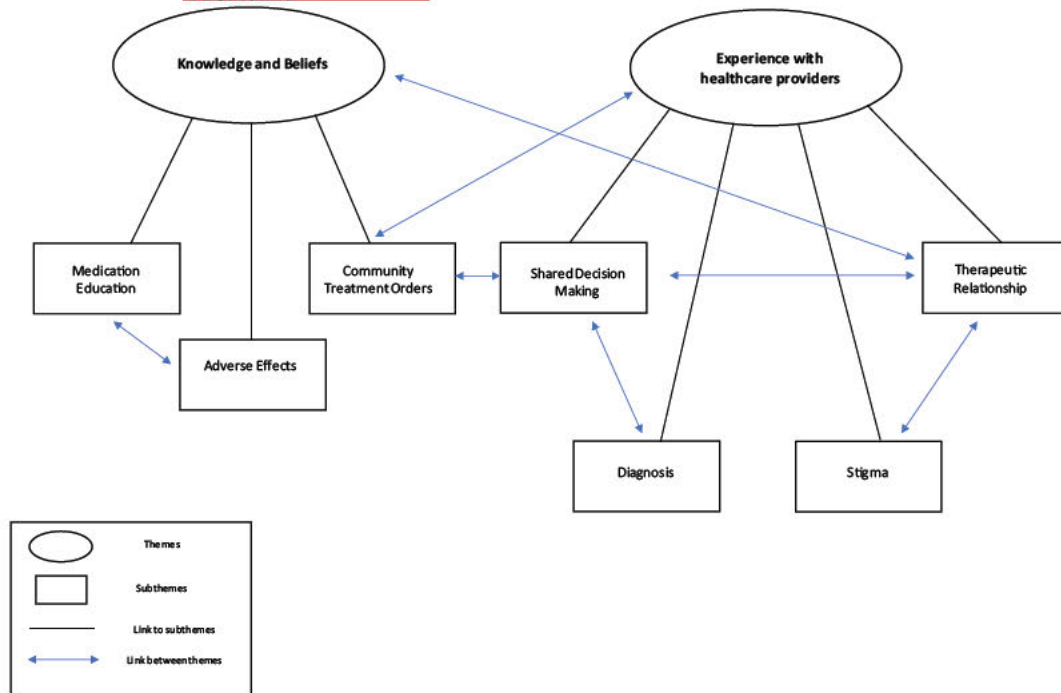 Knowledge and Beliefs
Experience with
healthcare providers
Medication
Education
Community
Treatment Orders
Shared Decision
Making
Therapeutic
Relationship
Adverse Effects
Diagnosis
Stigma
Themes
Subthemes
Link to subthemes
Link between themes